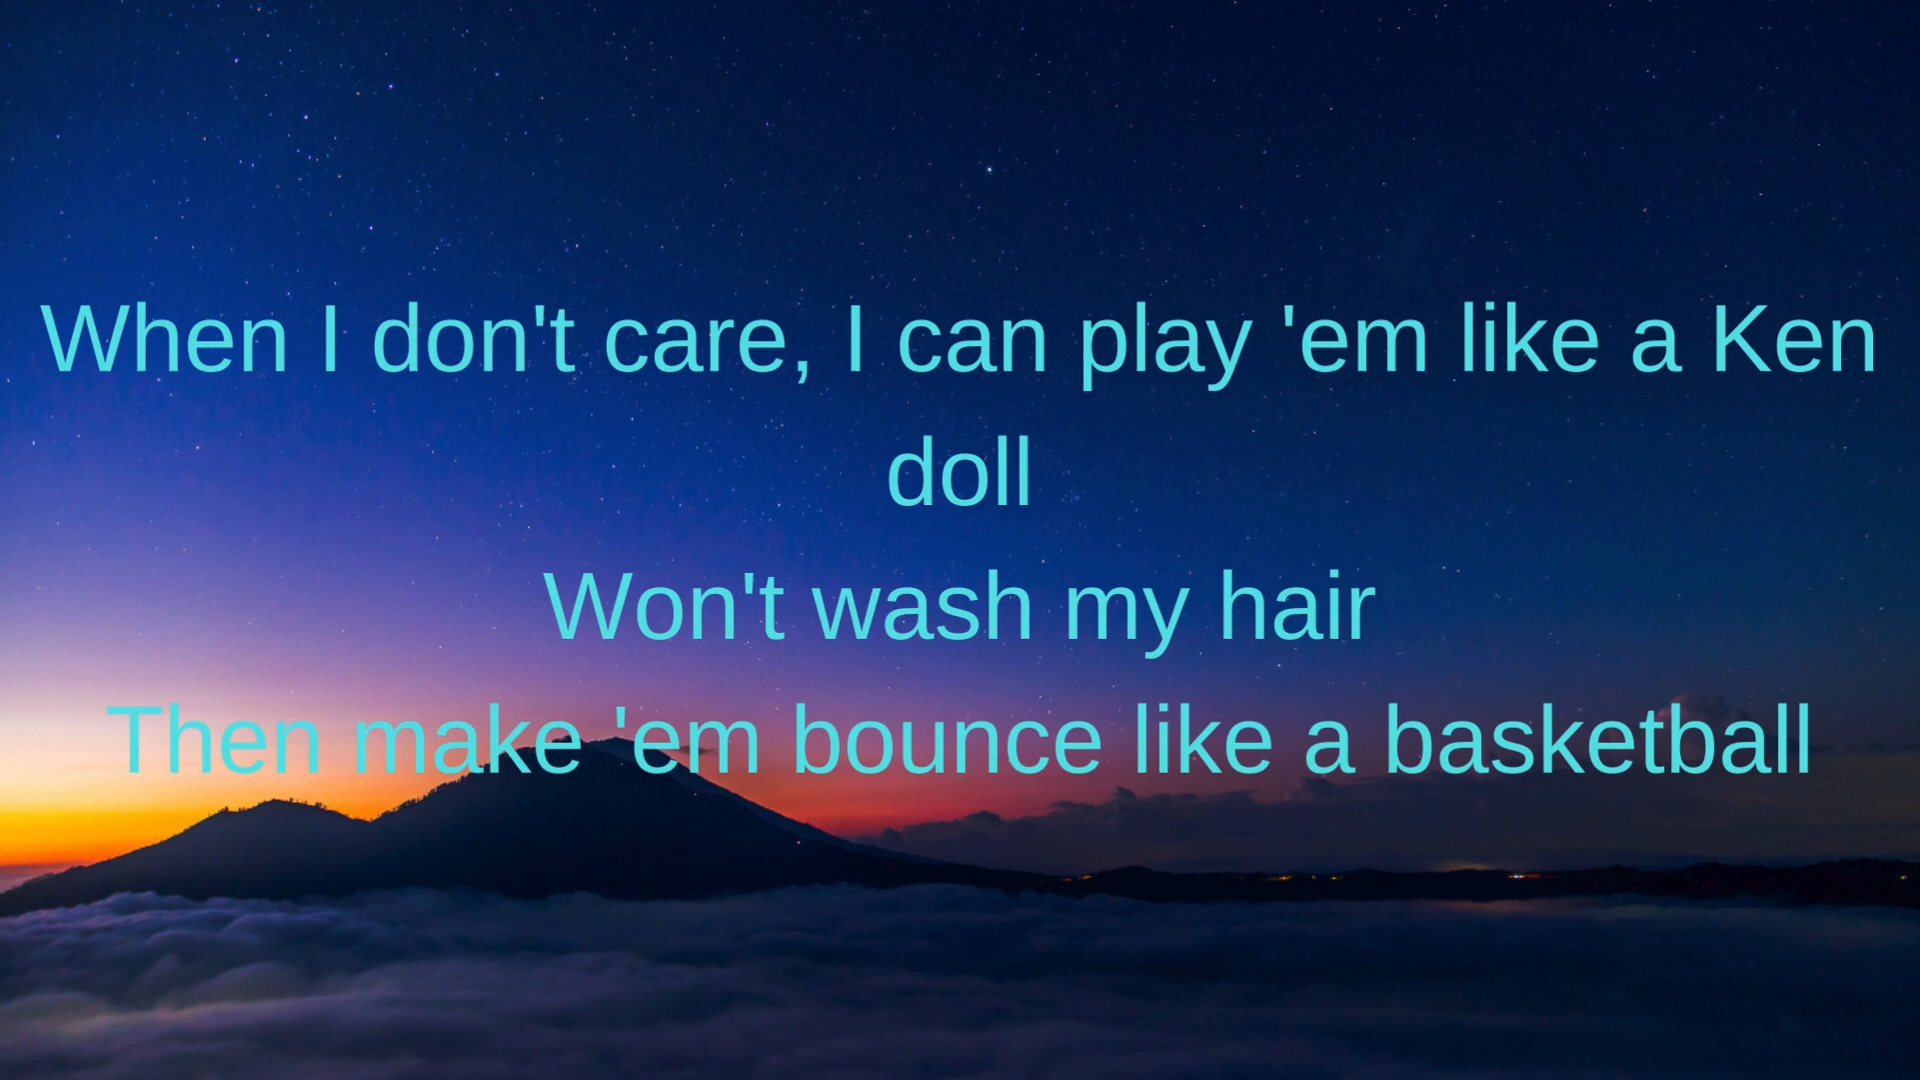 When I don't care, I can play 'em like a Ken
doll
Won't wash my hair
Then make 'em bounce like a basketball